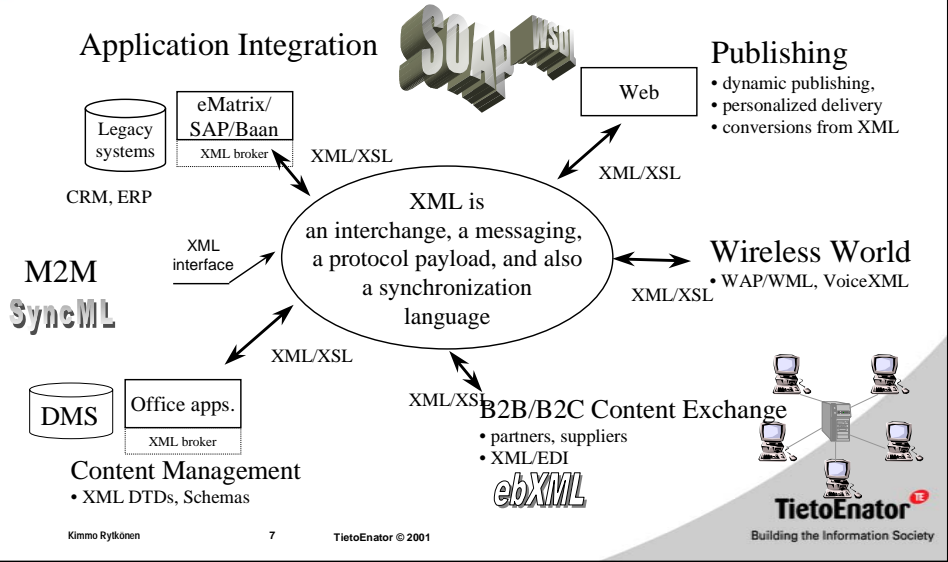 Application Integration
SOAP
WSDL
Publishing
• dynamic publishing,
• personalized delivery
• conversions from XML
Web
eMatrix/
SAP/Baan
XML broker
Legacy
systems
CRM, ERP
XML/XSL
XML/XSL
XML is
an interchange, a messaging,
a protocol payload, and also
a synchronization
language
XML
interface
M2M
SyncML
Wireless World
• WAP/WML, VoiceXML
XML/XSL
XML/XSL
DMS
Office apps.
XML broker
Content Management
• XML DTDs, Schemas
XML/XSL
B2B/B2C Content Exchange
• partners, suppliers
• XML/EDI
ebXML
TietoEnator TE
Building the Information Society
Kimmo Rytkönen
7
TietoEnator © 2001